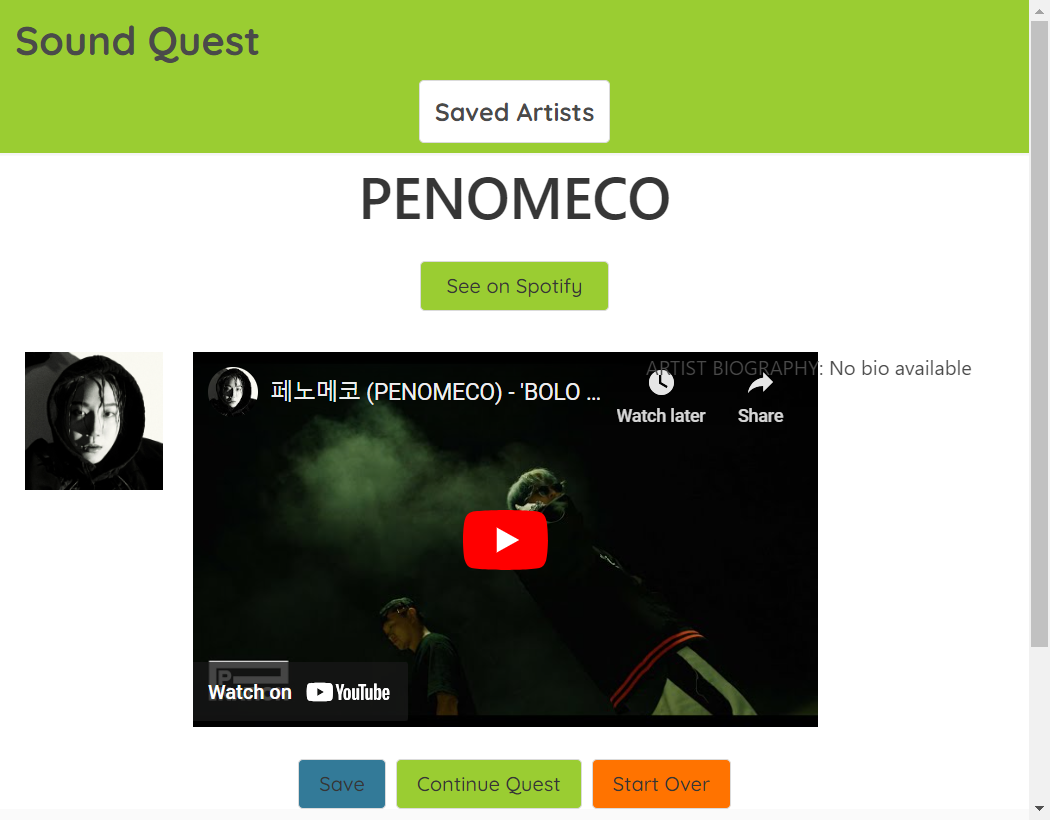 Sound Quest
Saved Artists
PENOMECO
See on Spotify
페노메코 (PENOMECO) - 'BOLO ...
ARTIST BIOGRAPHY: No bio available
Watch later
Share
P
Watch on YouTube
Save
Continue Quest
Start Over